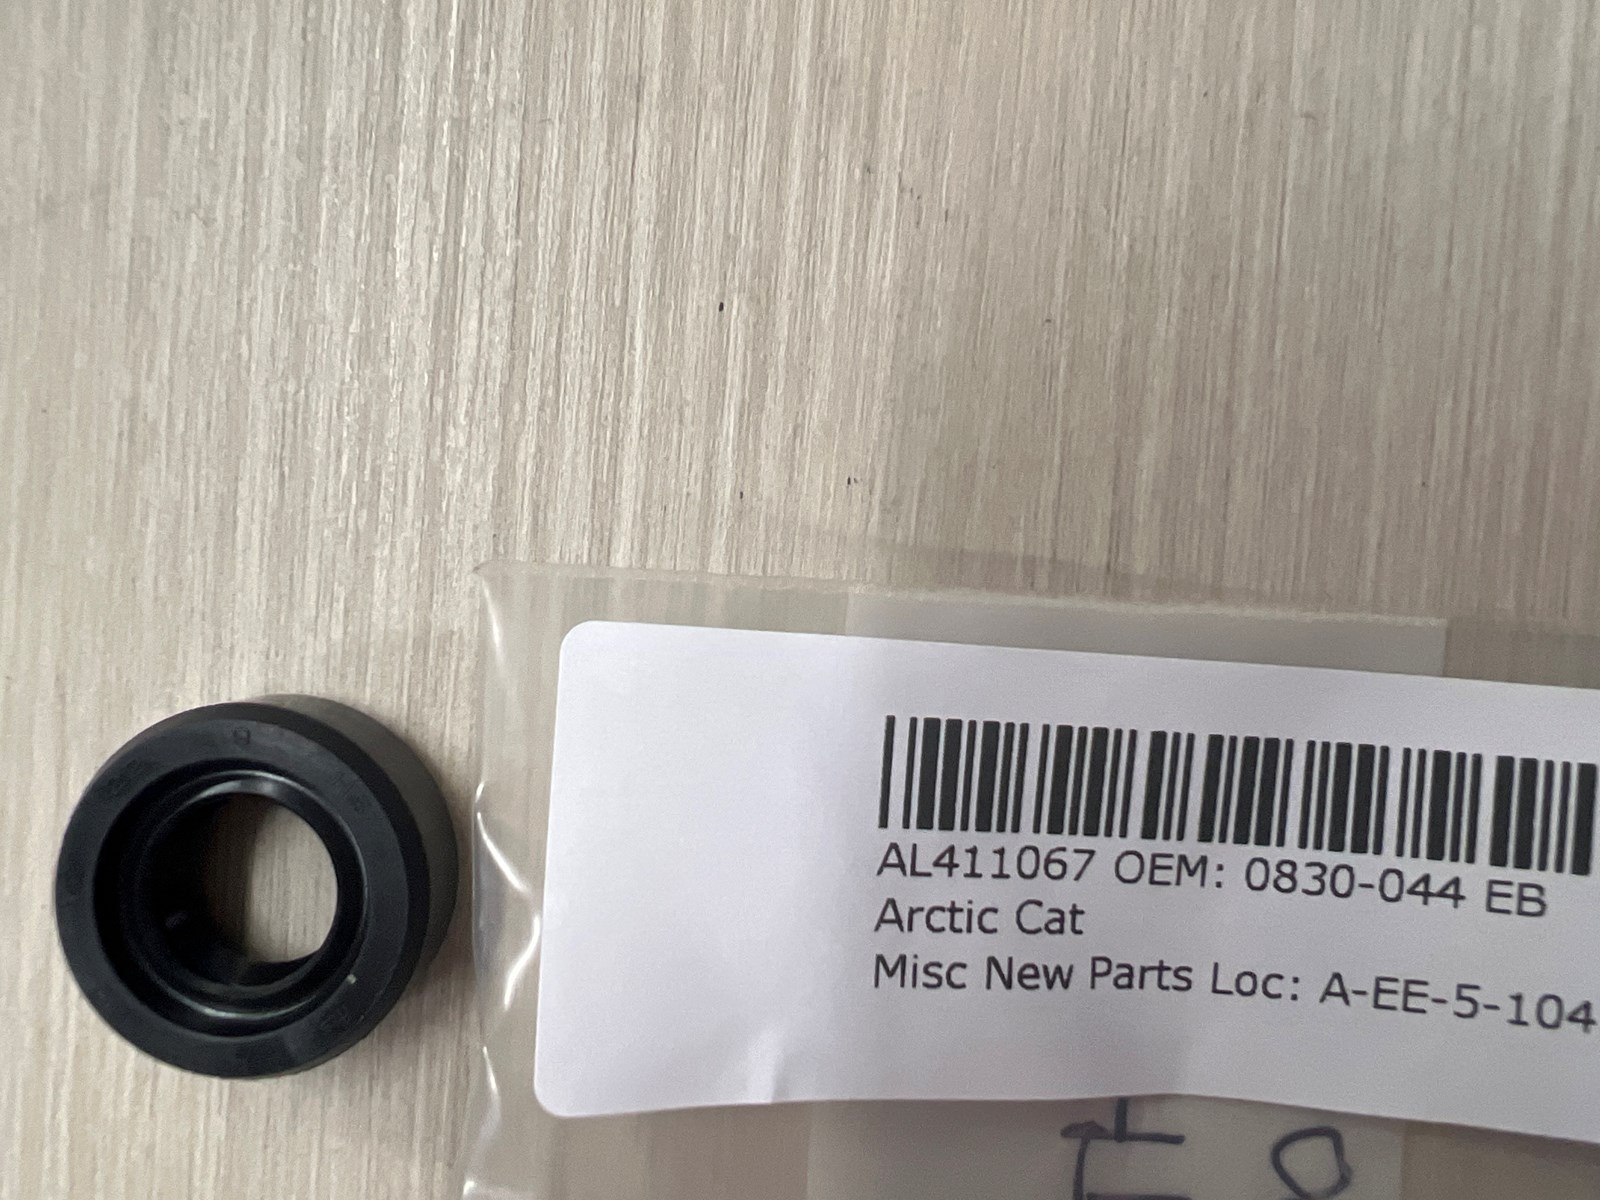 AL411067 OEM: 0830-044 EB
Arctic Cat
Misc New Parts Loc: A-EE-5-104